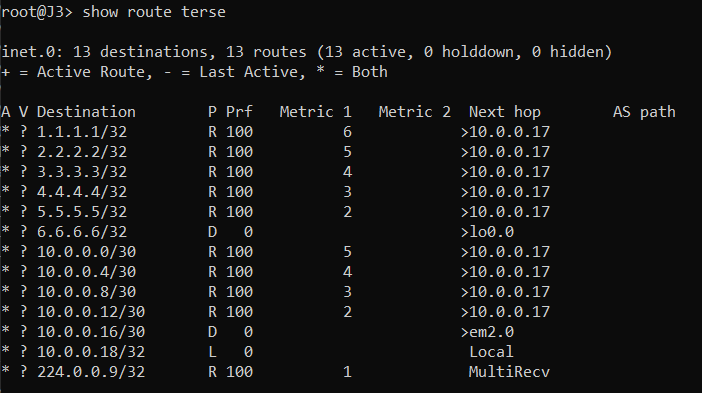 root@J3> show route terse

inet.0: 13 destinations, 13 routes (13 active, 0 holddown, 0 hidden)
+ = Active Route, - = Last Active, * = Both

A V Destination        P Prf   Metric 1   Metric 2  Next hop        AS path
* ? 1.1.1.1/32         R 100          6            >10.0.0.17
* ? 2.2.2.2/32         R 100          5            >10.0.0.17
* ? 3.3.3.3/32         R 100          4            >10.0.0.17
* ? 4.4.4.4/32         R 100          3            >10.0.0.17
* ? 5.5.5.5/32         R 100          2            >10.0.0.17
* ? 6.6.6.6/32         D   0                       >lo0.0
* ? 10.0.0.0/30        R 100          5            >10.0.0.17
* ? 10.0.0.4/30        R 100          4            >10.0.0.17
* ? 10.0.0.8/30        R 100          3            >10.0.0.17
* ? 10.0.0.12/30       R 100          2            >10.0.0.17
* ? 10.0.0.16/30       D   0                       >em2.0
* ? 10.0.0.18/32       L   0                        Local
* ? 224.0.0.9/32       R 100          1             MultiRecv